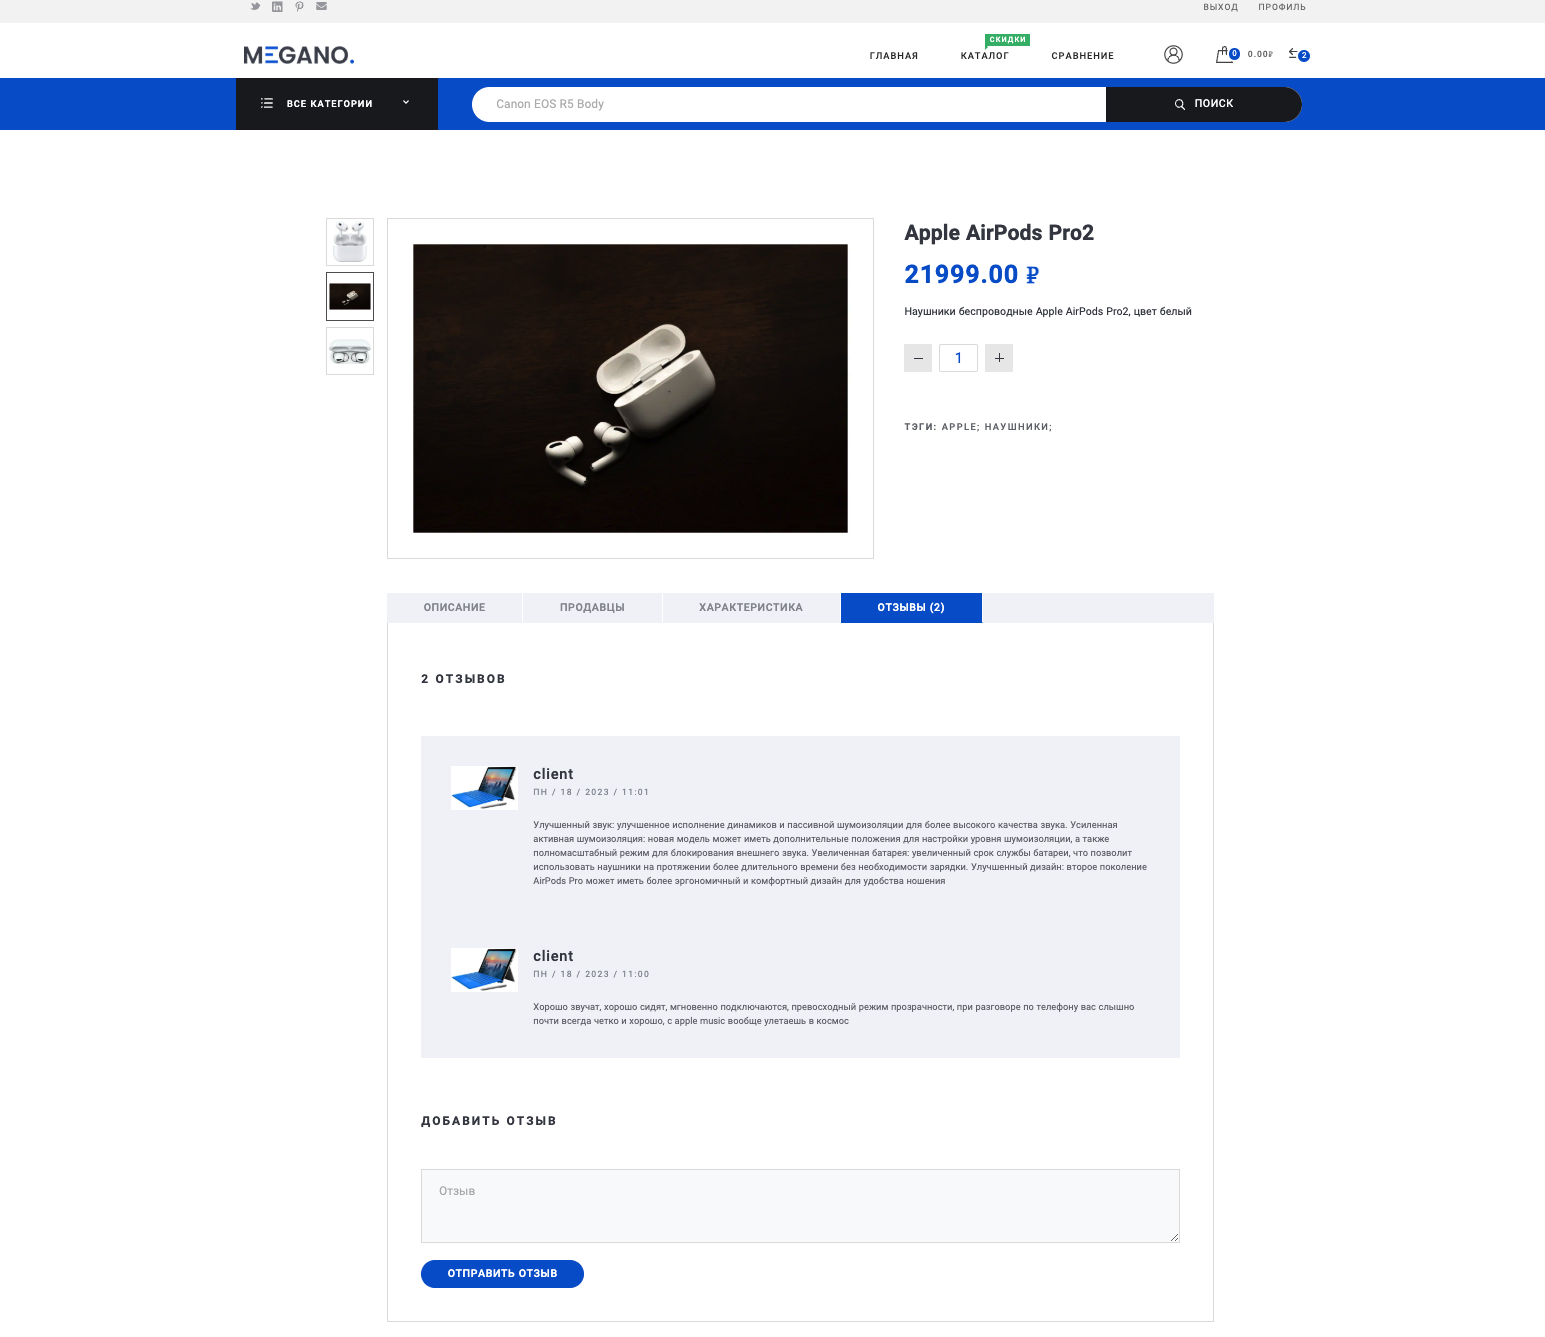 ВЫХОД ПРОФИЛЬ
MEGANO.
ГЛАВНАЯ КАТАЛОГ СКИДКИ СРАВНЕНИЕ 0 0.00₽ 2
ВСЕ КАТЕГОРИИ
Canon EOS R5 Body
ПОИСК
Apple AirPods Pro2
21999.00 ₽
Наушники беспроводные Apple AirPods Pro2, цвет белый
− 1 +
ТЭГИ: APPLE; НАУШНИКИ;
ОПИСАНИЕ ПРОДАВЦЫ ХАРАКТЕРИСТИКА ОТЗЫВЫ (2)
2 ОТЗЫВОВ
client
ПН / 18 / 2023 / 11:01
Улучшенный звук: улучшенное исполнение динамиков и пассивной шумоизоляции для более высокого качества звука. Усиленная
активная шумоизоляция: новая модель может иметь дополнительные положения для настройки уровня шумоизоляции, а также
полномасштабный режим для блокирования внешнего звука. Увеличенная батарея: увеличенный срок службы батареи, что позволит
использовать наушники на протяжении более длительного времени без необходимости зарядки. Улучшенный дизайн: второе поколение
AirPods Pro может иметь более эргономичный и комфортный дизайн для удобства ношения
client
ПН / 18 / 2023 / 11:00
Хорошо звучат, хорошо сидят, мгновенно подключаются, превосходный режим прозрачности, при разговоре по телефону вас слышно
почти всегда четко и хорошо, с apple music вообще улетаешь в космос
ДОБАВИТЬ ОТЗЫВ
Отзыв
ОТПРАВИТЬ ОТЗЫВ